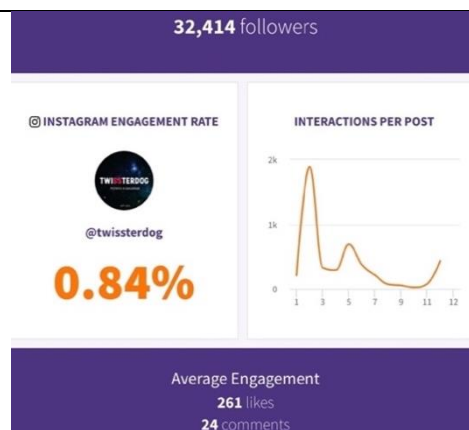 32,414 followers
INSTAGRAM ENGAGEMENT RATE
TWISSTERDOG
@twissterdog
0.84%
INTERACTIONS PER POST
2k
1k
0
1 3 5 7 9 11 12
Average Engagement
261 likes
24 comments